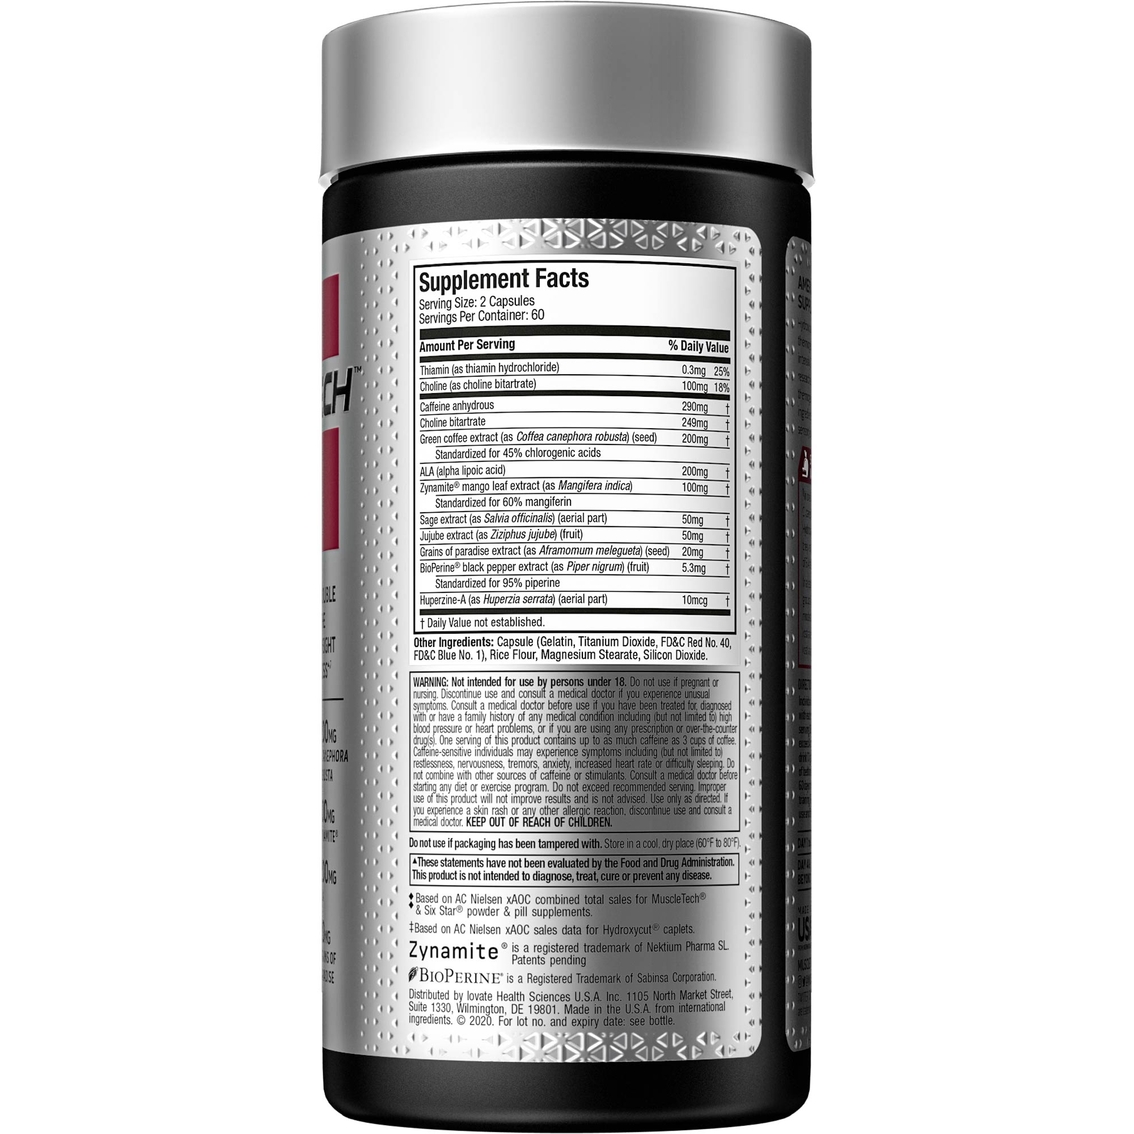 CH™
Supplement Facts
Serving Size: 2 Capsules
Servings Per Container: 60
Amount Per Serving % Daily Value
Thiamin (as thiamin hydrochloride) 0.3mg 25%
Choline (as choline bitartrate) 100mg 18%
Caffeine anhydrous 290mg †
Choline bitartrate 249mg †
Green coffee extract (as Coffea canephora robusta) (seed) 200mg †
Standardized for 45% chlorogenic acids
ALA (alpha lipoic acid) 200mg †
Zynamite® mango leaf extract (as Mangifera indica) 100mg †
Standardized for 60% mangiferin
Sage extract (as Salvia officinalis) (aerial part) 50mg †
Jujube extract (as Ziziphus jujube) (fruit) 50mg †
Grains of paradise extract (as Aframomum melegueta) (seed) 20mg †
BioPerine® black pepper extract (as Piper nigrum) (fruit) 5.3mg †
Standardized for 95% piperine
Huperzine-A (as Huperzia serrata) (aerial part) 10mcg †
† Daily Value not established.
Other Ingredients: Capsule (Gelatin, Titanium Dioxide, FD&C Red No. 40,
FD&C Blue No. 1), Rice Flour, Magnesium Stearate, Silicon Dioxide.
WARNING: Not intended for use by persons under 18. Do not use if pregnant or
nursing. Discontinue use and consult a medical doctor if you experience unusual
symptoms. Consult a medical doctor before use if you have been treated for, diagnosed
with or have a family history of any medical condition including (but not limited to) high
blood pressure or heart problems, or if you are using any prescription or over-the-counter
drug(s). One serving of this product contains up to as much caffeine as 3 cups of coffee.
Caffeine-sensitive individuals may experience symptoms including (but not limited to)
restlessness, nervousness, tremors, anxiety, increased heart rate or difficulty sleeping. Do
not combine with other sources of caffeine or stimulants. Consult a medical doctor before
starting any diet or exercise program. Do not exceed recommended serving. Improper
use of this product will not improve results and is not advised. Use only as directed. If
you experience a skin rash or any other allergic reaction, discontinue use and consult a
medical doctor. KEEP OUT OF REACH OF CHILDREN.
Do not use if packaging has been tampered with. Store in a cool, dry place (60°F to 80°F).
▲These statements have not been evaluated by the Food and Drug Administration.
This product is not intended to diagnose, treat, cure or prevent any disease.
⯁ Based on AC Nielsen xAOC combined total sales for MuscleTech®
& Six Star® powder & pill supplements.
‡Based on AC Nielsen xAOC sales data for Hydroxycut® caplets.
Zynamite® is a registered trademark of Nektium Pharma SL.
Patents pending
BIOPERINE® is a Registered Trademark of Sabinsa Corporation.
Distributed by Iovate Health Sciences U.S.A. Inc. 1105 North Market Street,
Suite 1330, Wilmington, DE 19801. Made in the U.S.A. from international
ingredients. © 2020. For lot no. and expiry date: see bottle.